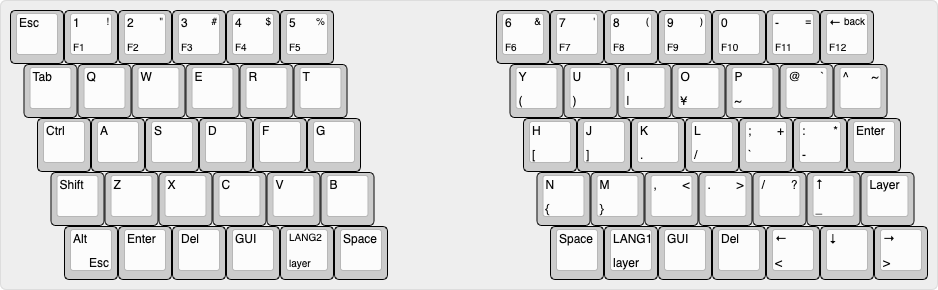 Esc 1 ! 2 " 3 # 4 $ 5 % 6 & 7 ' 8 ( 9 ) 0 - = ← back
F1 F2 F3 F4 F5 F6 F7 F8 F9 F10 F11 F12
Tab Q W E R T Y U I O P @ ` ^ ~
( ) | ¥ ~
Ctrl A S D F G H J K L ; + : * Enter
[ ] . / ` -
Shift Z X C V B N M , < . > / ? ↑ Layer
{ } _
Alt Enter Del GUI LANG2 Space Space LANG1 GUI Del ← ↓ →
Esc layer layer < >